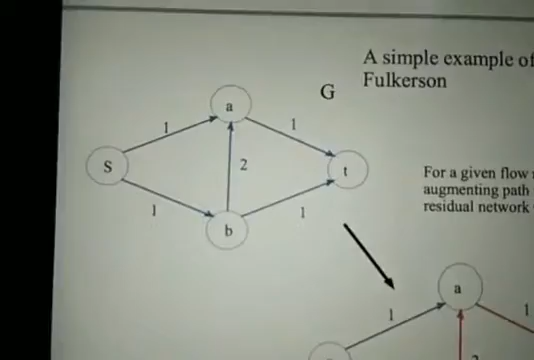 A simple example of
Fulkerson
G
a
1
1
S
2
t
1
1
b
For a given flow
augmenting path
residual network
a
1
1